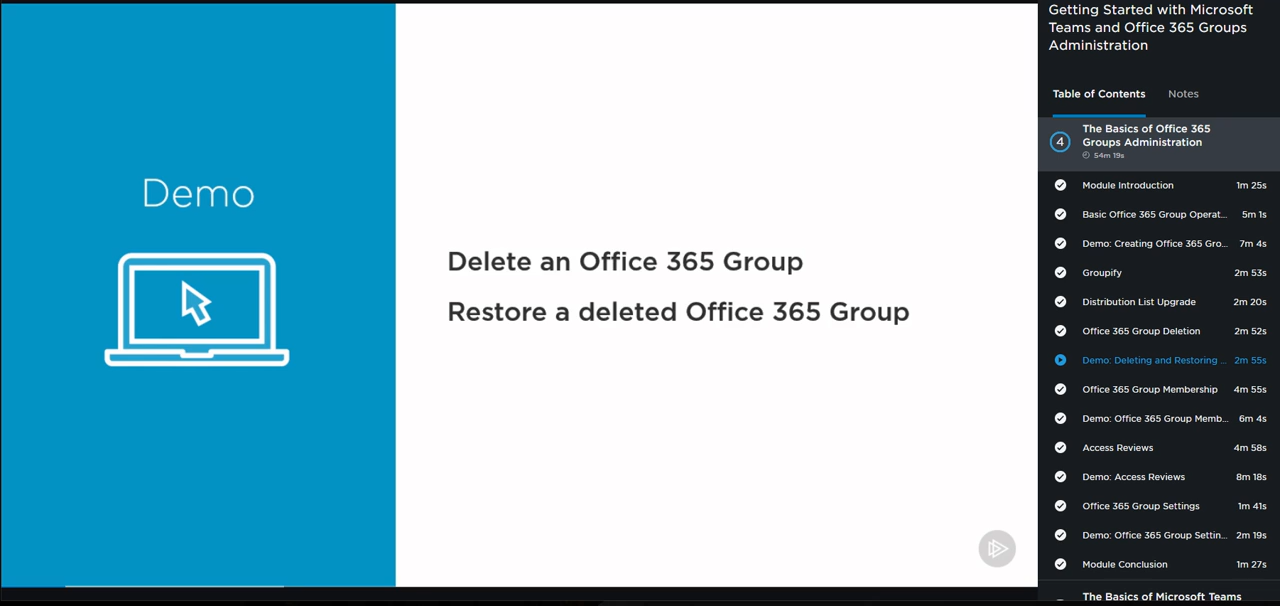 Demo
Delete an Office 365 Group
Restore a deleted Office 365 Group
Getting Started with Microsoft
Teams and Office 365 Groups
Administration
Table of Contents Notes
4
The Basics of Office 365
Groups Administration
54m 19s
Module Introduction 1m 25s
Basic Office 365 Group Operat... 5m 1s
Demo: Creating Office 365 Gro... 7m 4s
Groupify 2m 53s
Distribution List Upgrade 2m 20s
Office 365 Group Deletion 2m 52s
Demo: Deleting and Restoring ... 2m 55s
Office 365 Group Membership 4m 55s
Demo: Office 365 Group Memb... 6m 4s
Access Reviews 4m 58s
Demo: Access Reviews 8m 18s
Office 365 Group Settings 1m 41s
Demo: Office 365 Group Settin... 2m 19s
Module Conclusion 1m 27s
The Basics of Microsoft Teams